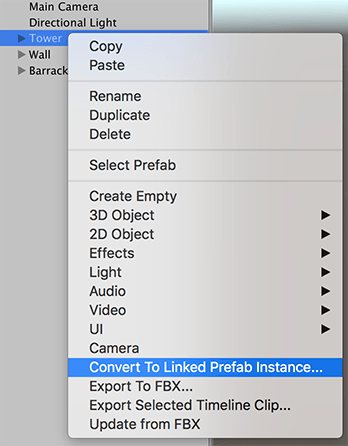 Main Camera
Directional Light
Tower
Wall
Barrack
Copy
Paste
Rename
Duplicate
Delete
Select Prefab
Create Empty
3D Object
2D Object
Effects
Light
Audio
Video
UI
Camera
Convert To Linked Prefab Instance...
Export To FBX...
Export Selected Timeline Clip...
Update from FBX